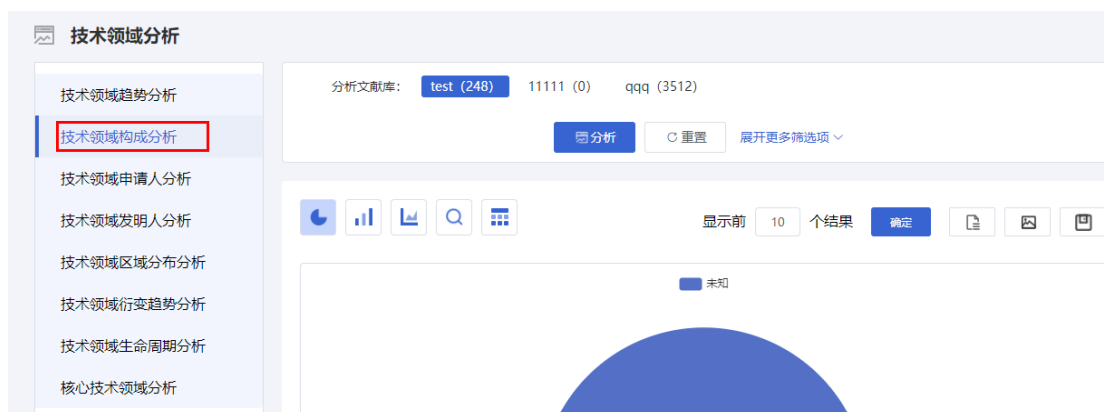 技术领域分析
技术领域趋势分析
技术领域构成分析
技术领域申请人分析
技术领域发明人分析
技术领域区域分布分析
技术领域衍变趋势分析
技术领域生命周期分析
核心技术领域分析
分析文献库: test (248) 11111 (0) qqq (3512)
分析 重置 展开更多筛选项
显示前 10 个结果 确定
未知